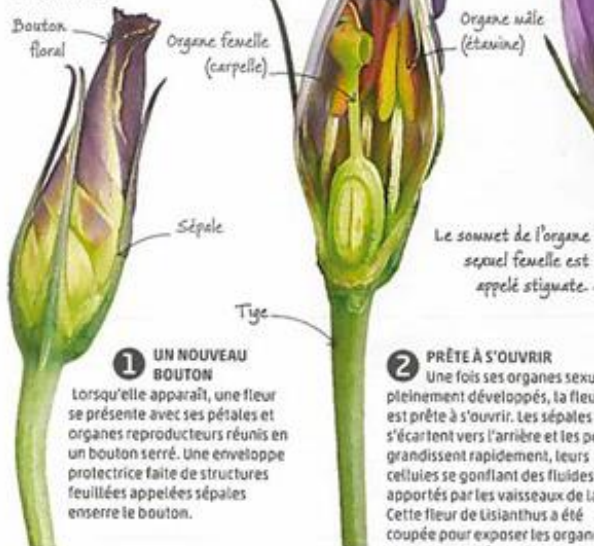 Bouton
floral
Organe femelle
(carpelle)
Organe mâle
(étamine)
Sépale
Le sommet de l'organe
sexuel femelle est
appelé stigmate.
Tige
1 UN NOUVEAU
BOUTON
Lorsqu'elle apparaît, une fleur
se présente avec ses pétales et
organes reproducteurs réunis en
un bouton serré. Une enveloppe
protectrice faite de structures
feuillées appelées sépales
enserre le bouton.
2 PRÊTE À S'OUVRIR
Une fois ses organes sexu
pleinement développés, la fleu
est prête à s'ouvrir. Les sépales
s'écartent vers l'arrière et les pé
grandissent rapidement, leurs
cellules se gonflant des fluides
apportés par les vaisseaux de la
Cette fleur de Lisianthus a été
coupée pour exposer les organe